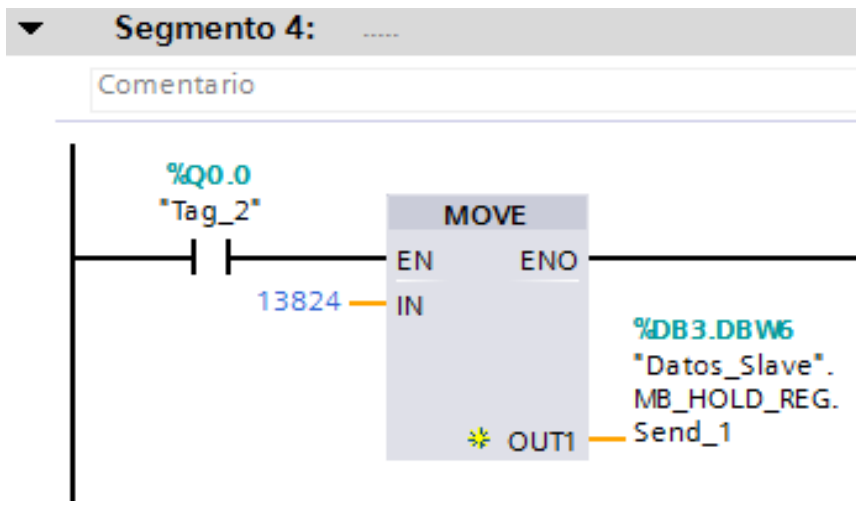 Segmento 4: .....
Comentario
%Q0.0
"Tag_2"
MOVE
EN ENO
13824 IN
%DB3.DBW6
"Datos_Slave".
MB_HOLD_REG.
OUT1 Send_1